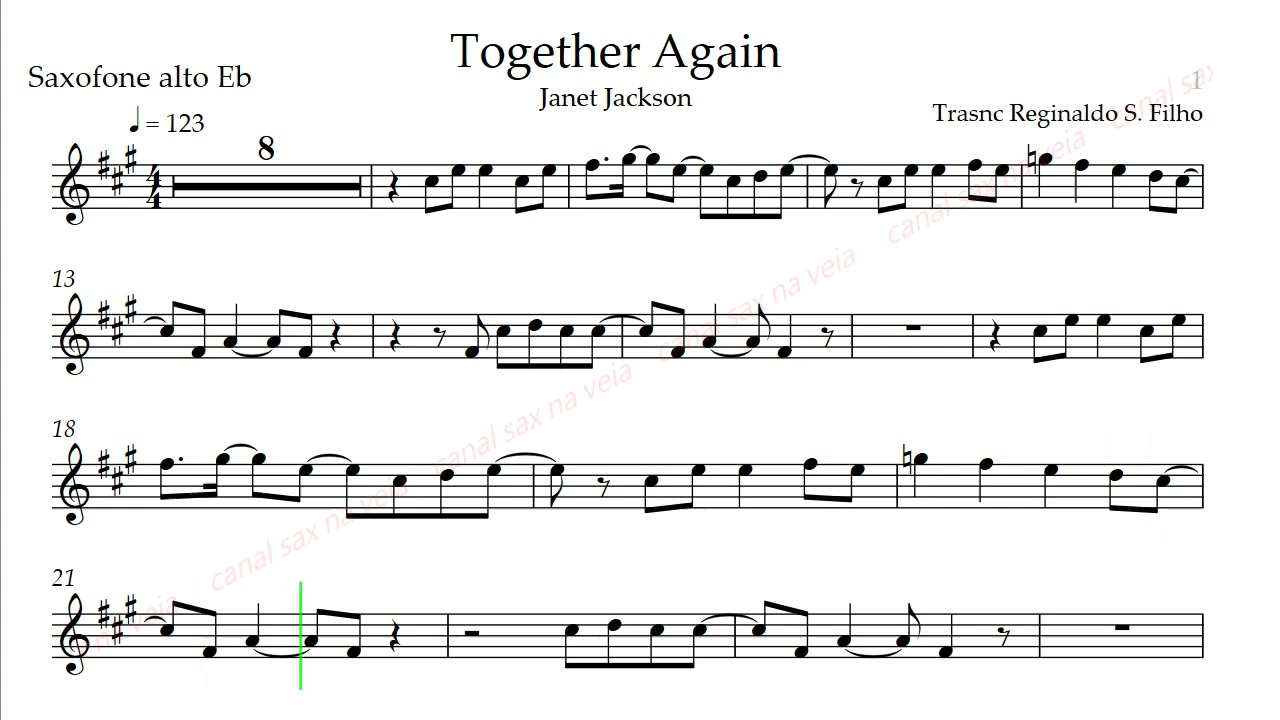 Together Again
Saxofone alto Eb
1
Janet Jackson
= 123
Trasnc Reginaldo S. Filho
8
canal sax na veia
canal sax
13
canal sax na veia
18
canal sax na veia
21
na veia